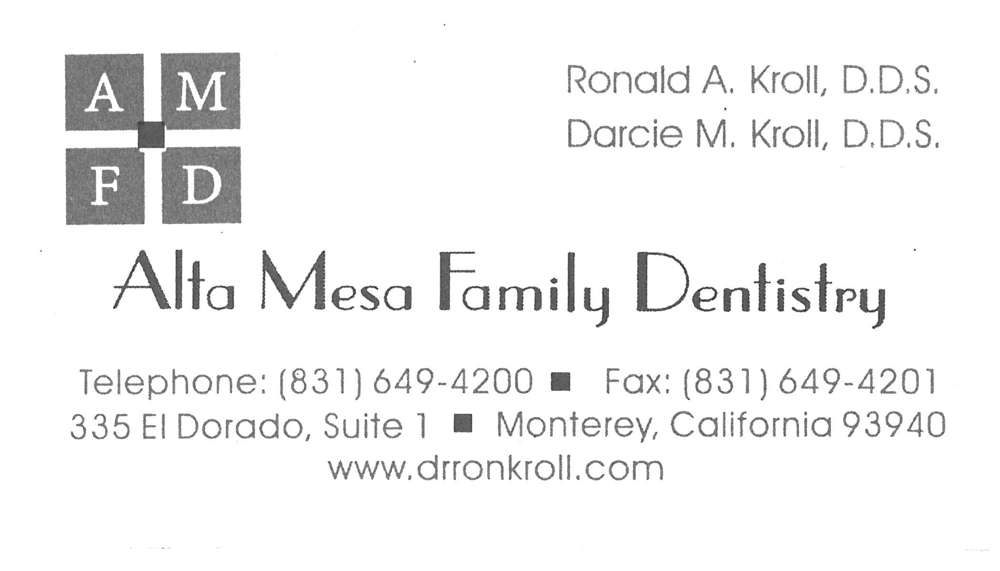 A M
F D
Ronald A. Kroll, D.D.S.
Darcie M. Kroll, D.D.S.
Alta Mesa Family Dentistry
Telephone: (831) 649-4200 ■ Fax: (831) 649-4201
335 El Dorado, Suite 1 ■ Monterey, California 93940
www.drronkroll.com